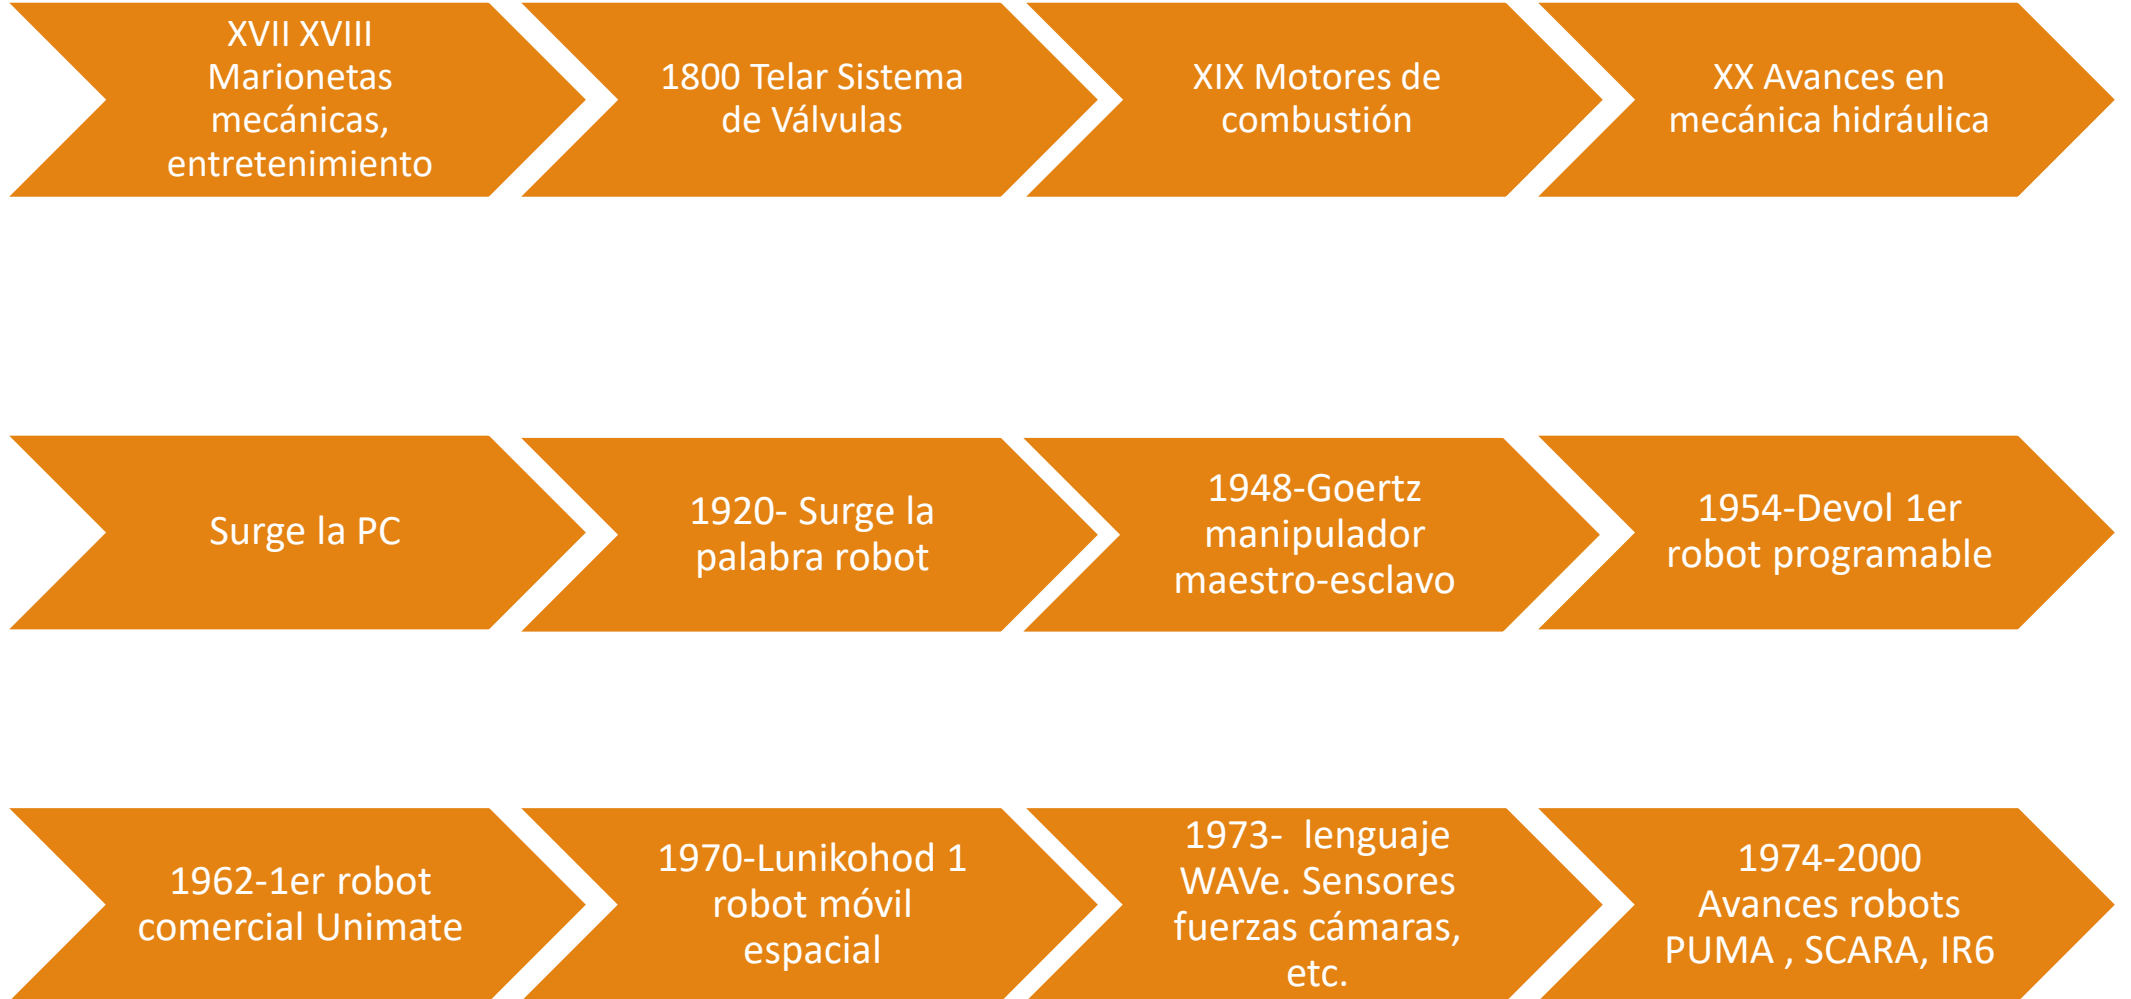 XVII XVIII
Marionetas
mecánicas,
entretenimiento
1800 Telar Sistema
de Válvulas
XIX Motores de
combustión
XX Avances en
mecánica hidráulica
Surge la PC
1920- Surge la
palabra robot
1948-Goertz
manipulador
maestro-esclavo
1954-Devol 1er
robot programable
1962-1er robot
comercial Unimate
1970-Lunikohod 1
robot móvil
espacial
1973-  lenguaje
WAVe. Sensores
fuerzas cámaras,
etc.
1974-2000
Avances robots
PUMA , SCARA, IR6